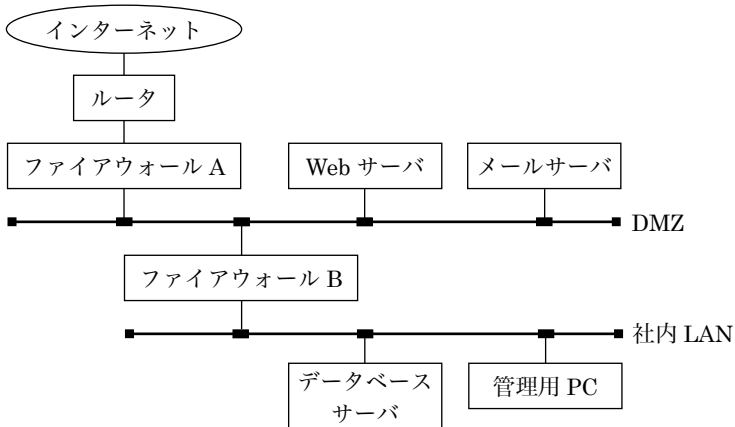 インターネット
ルータ
ファイアウォール A
Web サーバ
メールサーバ
DMZ
ファイアウォール B
社内 LAN
データベース
サーバ
管理用 PC